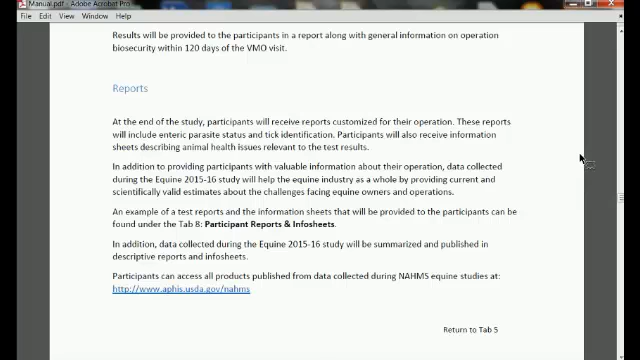 Manual.pdf - Adobe Acrobat Pro
File Edit View Window Help
Results will be provided to the participants in a report along with general information on operation
biosecurity within 120 days of the VMO visit.
Reports
At the end of the study, participants will receive reports customized for their operation. These reports
will include enteric parasite status and tick identification. Participants will also receive information
sheets describing animal health issues relevant to the test results.
In addition to providing participants with valuable information about their operation, data collected
during the Equine 2015-16 study will help the equine industry as a whole by providing current and
scientifically valid estimates about the challenges facing equine owners and operations.
An example of a test reports and the information sheets that will be provided to the participants can be
found under the Tab 8: Participant Reports & Infosheets.
In addition, data collected during the Equine 2015-16 study will be summarized and published in
descriptive reports and infosheets.
Participants can access all products published from data collected during NAHMS equine studies at:
http://www.aphis.usda.gov/nahms
Return to Tab 5